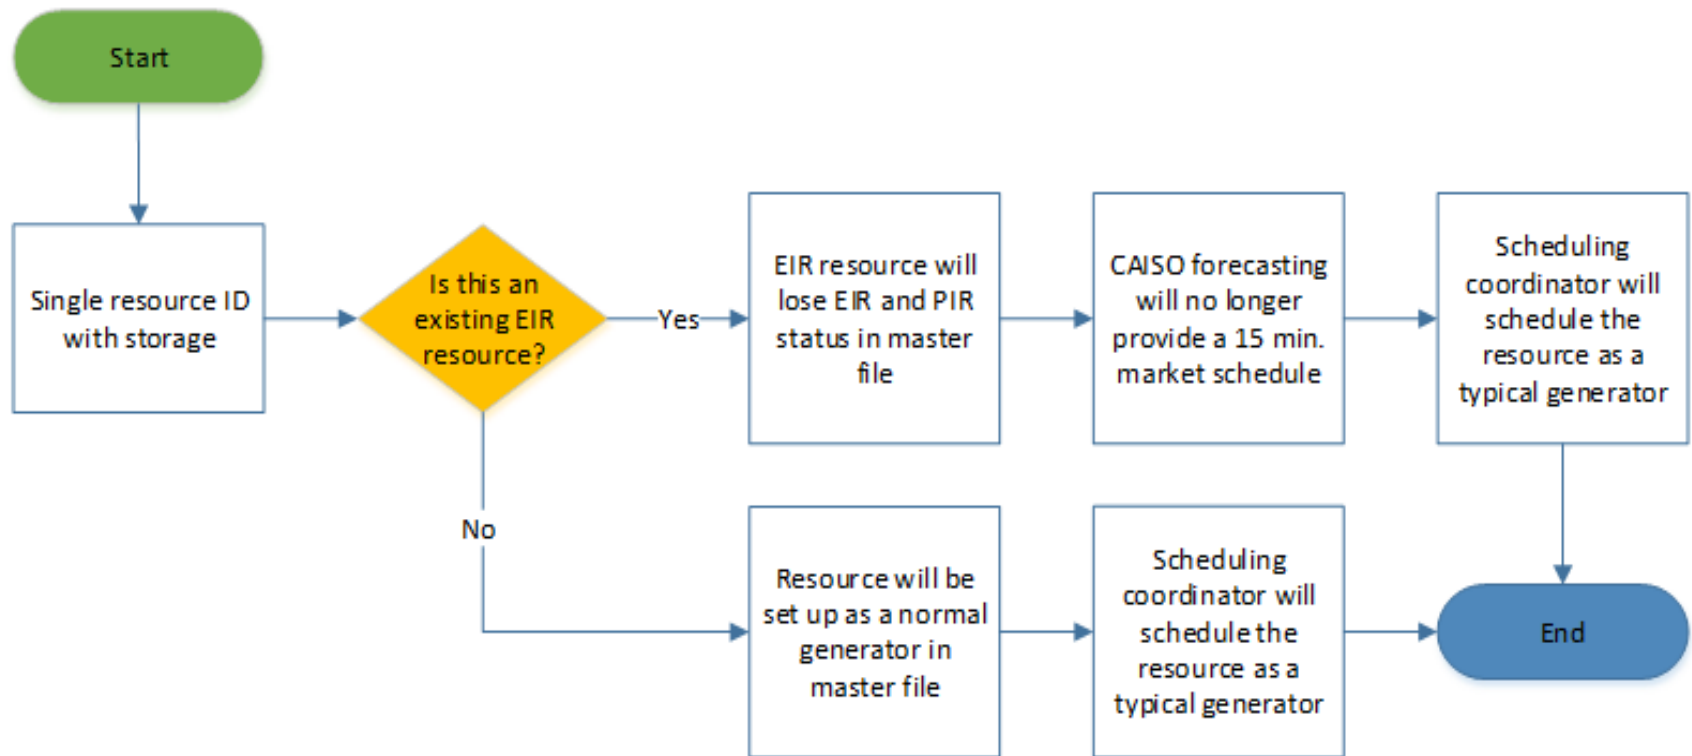 Start
Single resource ID
with storage
Is this an
existing EIR
resource?
Yes
EIR resource will
lose EIR and PIR
status in master
file
CAISO forecasting
will no longer
provide a 15 min.
market schedule
Scheduling
coordinator will
schedule the
resource as a
typical generator
No
Resource will be
set up as a normal
generator in
master file
Scheduling
coordinator will
schedule the
resource as a
typical generator
End